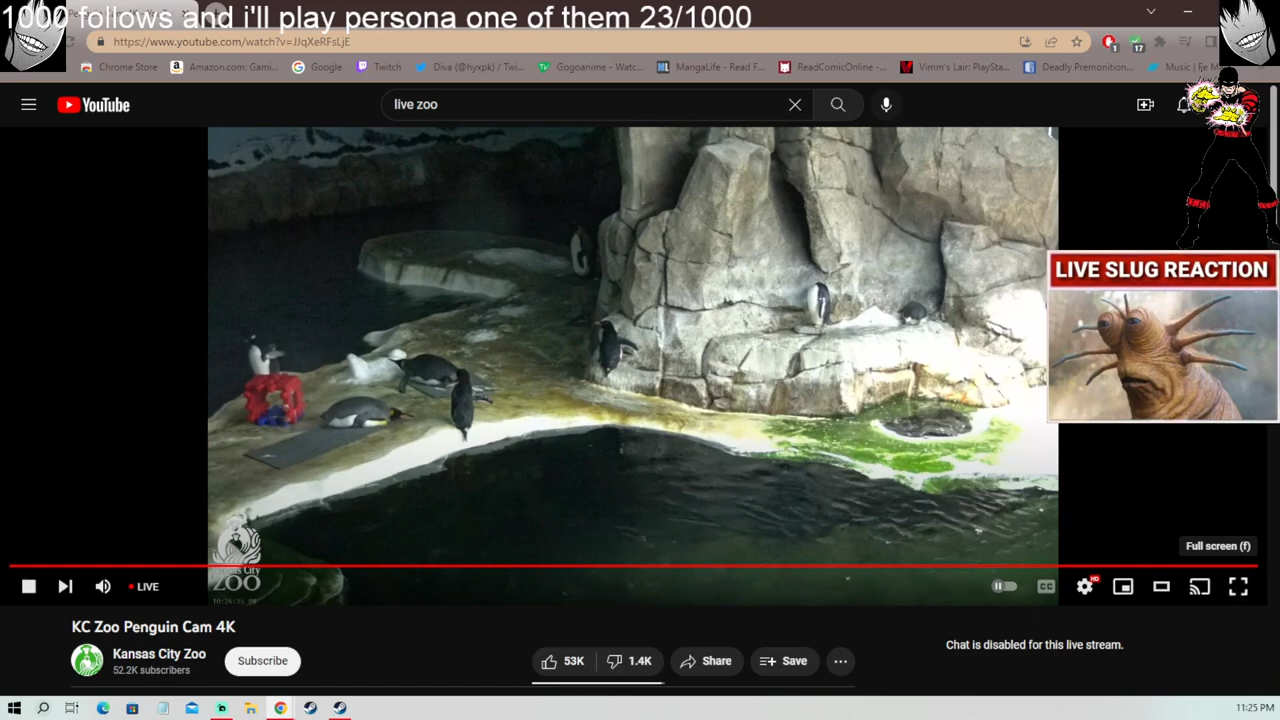 1000 follows and i'll play persona one of them 23/1000
https://www.youtube.com/watch?v=JJqXeRFsLjE
1
17
Chrome Store
Amazon.com: Gami...
Google
Twitch
Diva (@hyxpk) / Twi...
Gogoanime - Watc...
MangaLife - Read F...
ReadComicOnline -...
Vimm's Lair: PlaySta...
Deadly Premonition...
YouTube
live zoo
LIVE SLUG REACTION
Kansas City
ZOO
Full screen (f)
LIVE
CC
HD
KC Zoo Penguin Cam 4K
Kansas City Zoo
52.2K subscribers
Subscribe
53K
1.4K
Share
Save
Chat is disabled for this live stream.
11:25 PM